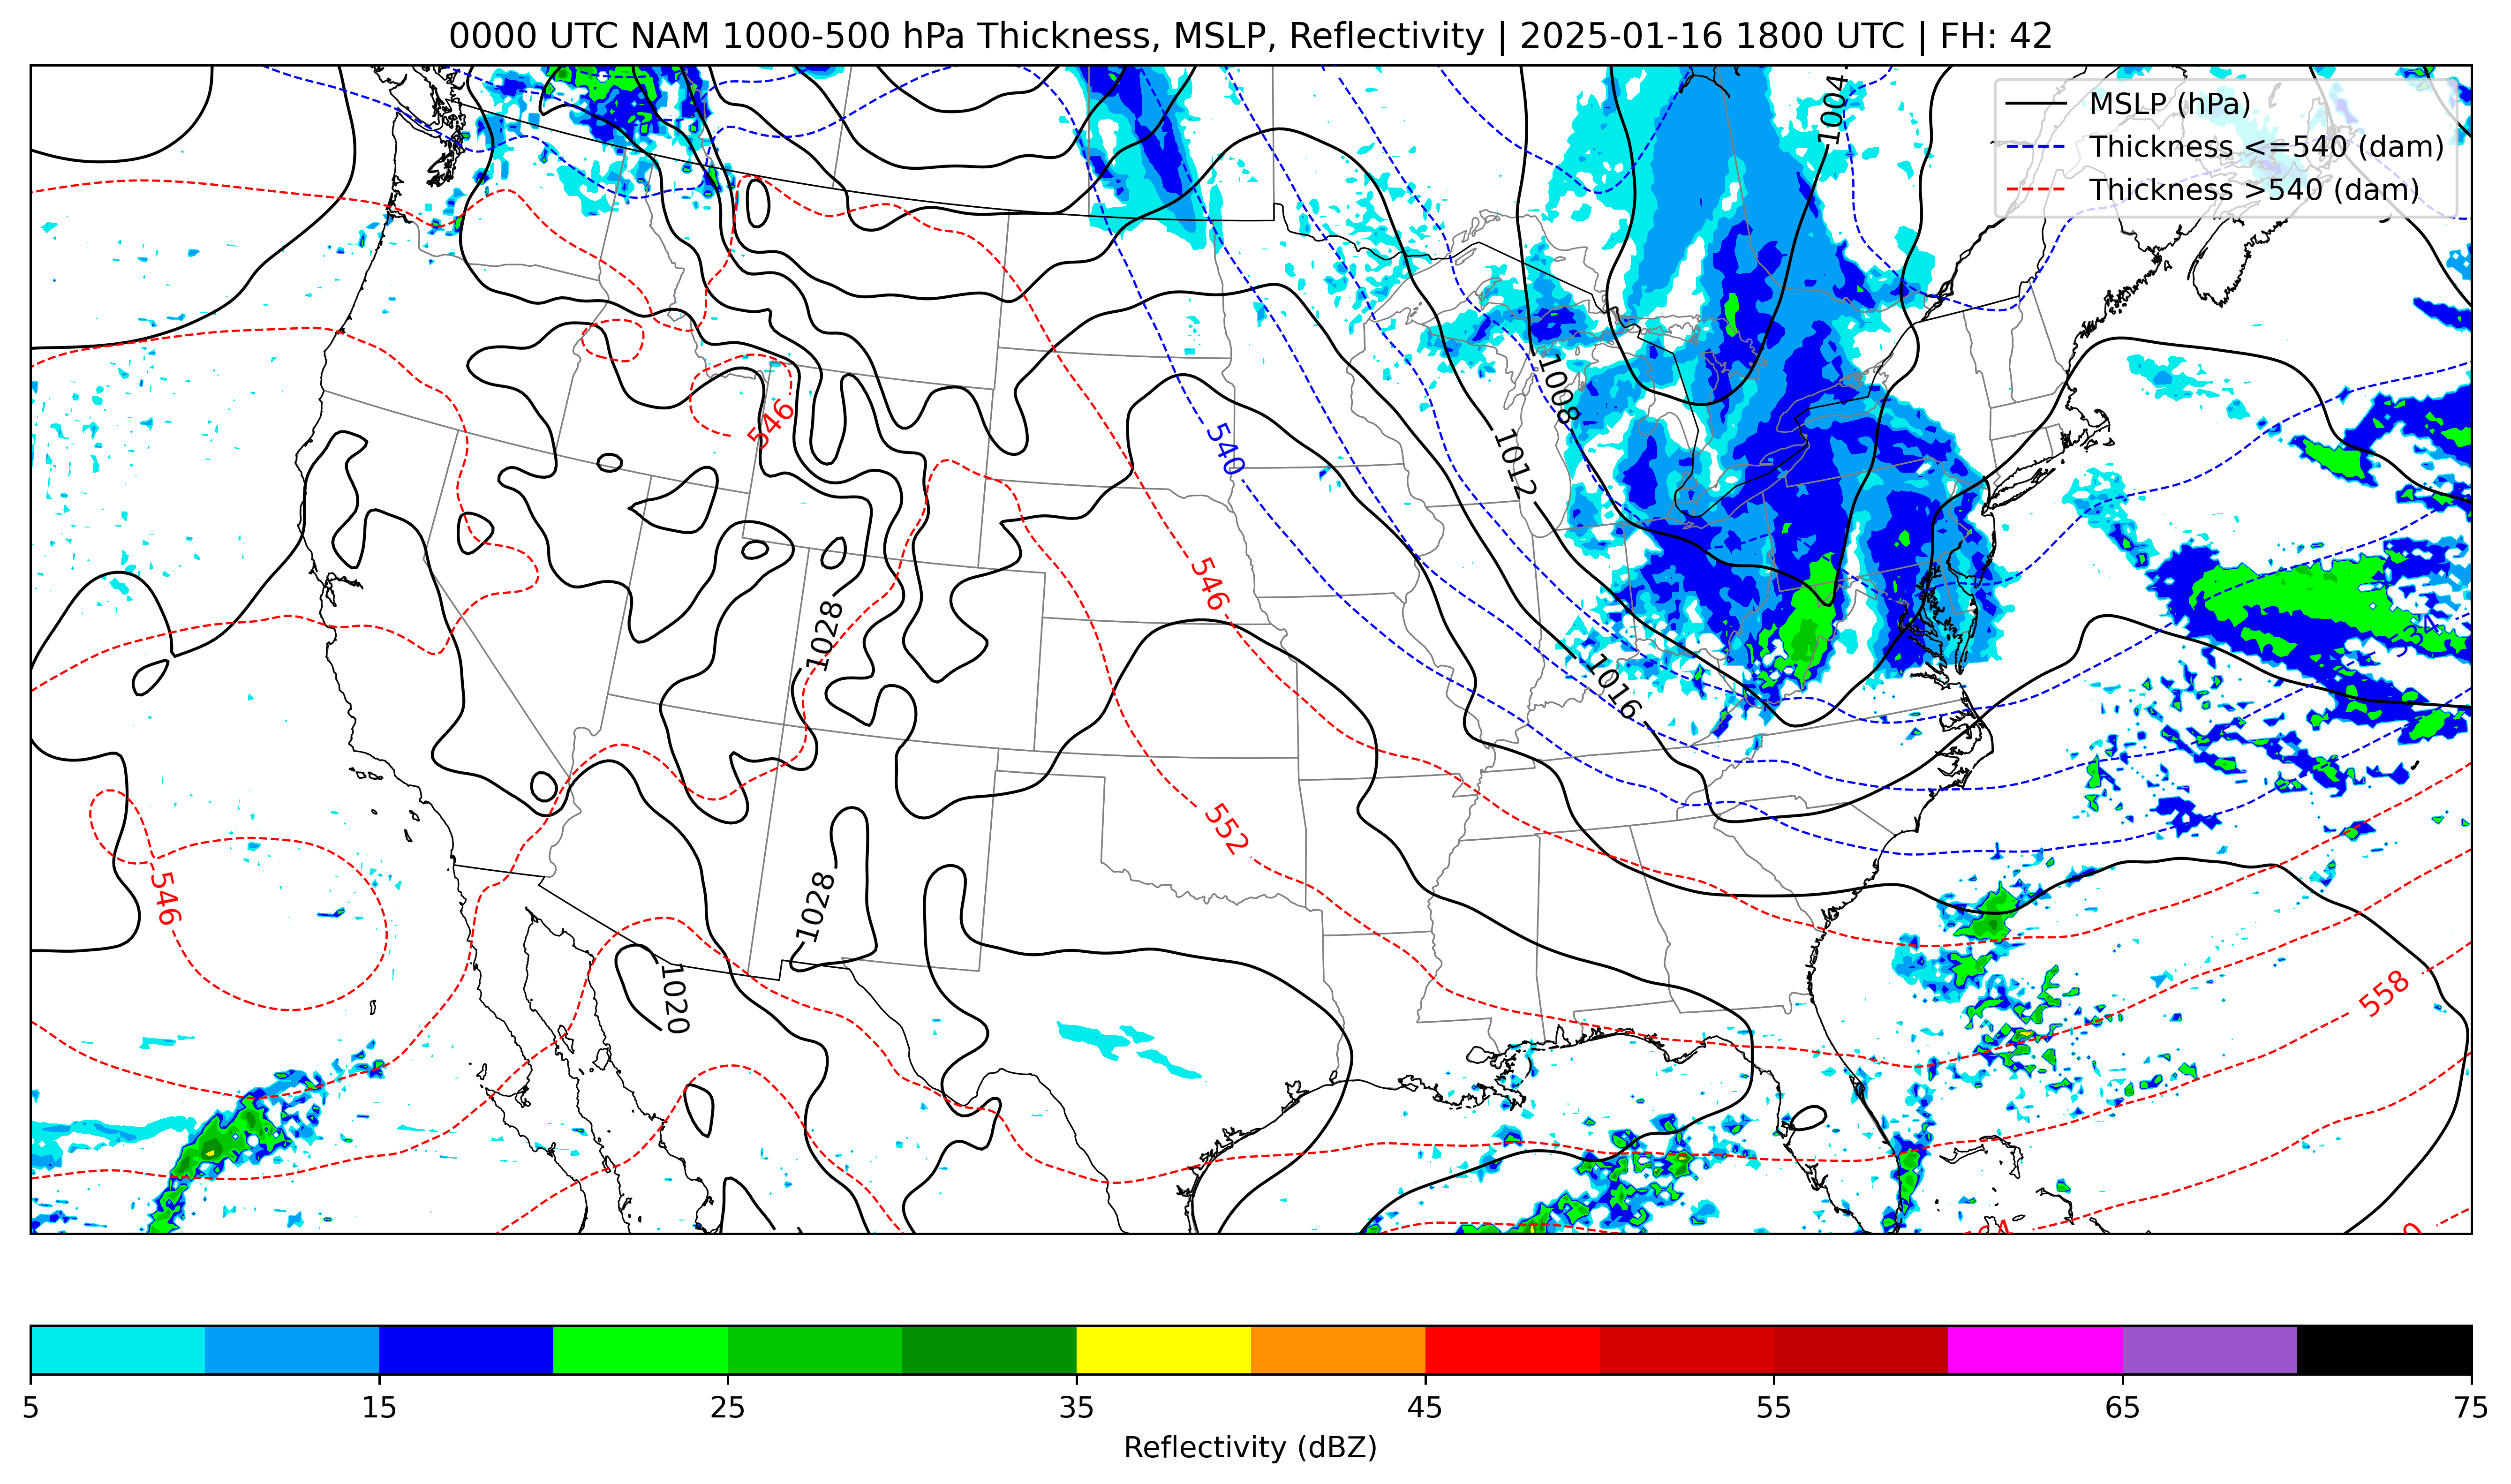 0000 UTC NAM 1000-500 hPa Thickness, MSLP, Reflectivity | 2025-01-16 1800 UTC | FH: 42
MSLP (hPa)
Thickness <=540 (dam)
Thickness >540 (dam)
1004
1008
1012
1016
540
546
546
552
1028
1028
546
1020
558
5 15 25 35 45 55 65 75
Reflectivity (dBZ)